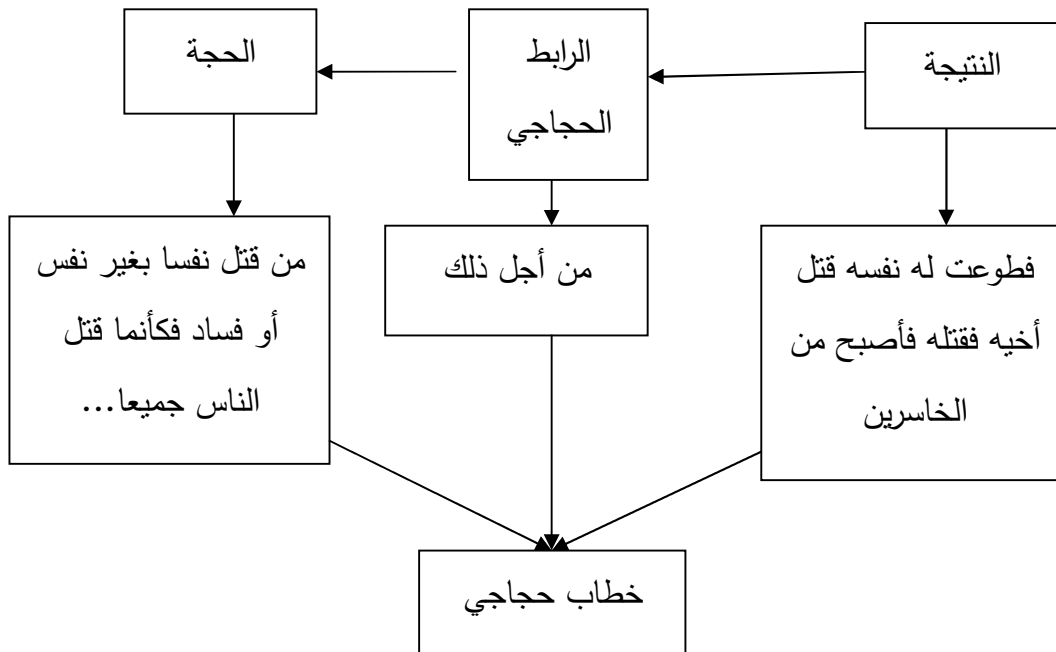 النتيجة
الرابط
الحجاجي
الحجة
فطوعت له نفسه قتل
أخيه فقتله فأصبح من
الخاسرين
من أجل ذلك
من قتل نفسا بغير نفس
أو فساد فكأنما قتل
الناس جميعا...
خطاب حجاجي